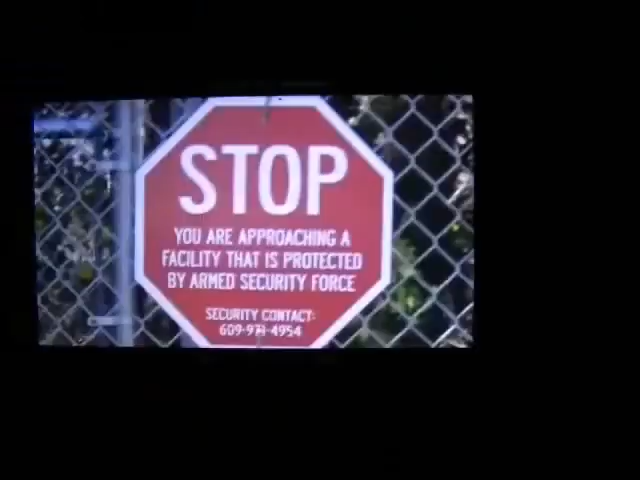 STOP
YOU ARE APPROACHING A
FACILITY THAT IS PROTECTED
BY ARMED SECURITY FORCE
SECURITY CONTACT:
609-971-4954